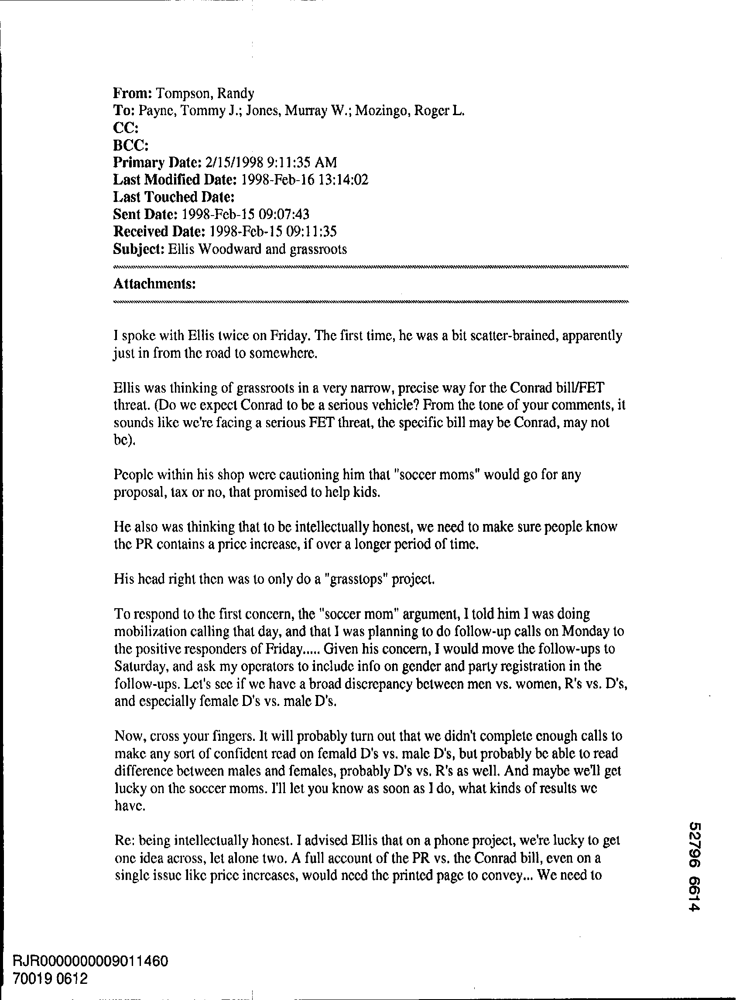 From: Tompson, Randy
To: Payne, Tommy J.; Jones, Murray W.; Mozingo, Roger L.
CC:
BCC:
Primary Date: 2/15/1998 9:11:35 AM
Last Modified Date: 1998-Feb-16 13:14:02
Last Touched Date:
Sent Date: 1998-Feb-15 09:07:43
Received Date: 1998-Feb-15 09:11:35
Subject: Ellis Woodward and grassroots
Attachments:
I spoke with Ellis twice on Friday. The first time, he was a bit scatter-brained, apparently
just in from the road to somewhere.
Ellis was thinking of grassroots in a very narrow, precise way for the Conrad bill/FET
threat. (Do we expect Conrad to be a serious vehicle? From the tone of your comments, it
sounds like we're facing a serious FET threat, the specific bill may be Conrad, may not
be).
People within his shop were cautioning him that "soccer moms" would go for any
proposal, tax or no, that promised to help kids.
He also was thinking that to be intellectually honest, we need to make sure people know
the PR contains a price increase, if over a longer period of time.
His head right then was to only do a "grasstops" project.
To respond to the first concern, the "soccer mom" argument, I told him I was doing
mobilization calling that day, and that I was planning to do follow-up calls on Monday to
the positive responders of Friday..... Given his concern, I would move the follow-ups to
Saturday, and ask my operators to include info on gender and party registration in the
follow-ups. Let's see if we have a broad discrepancy between men vs. women, R's vs. D's,
and especially female D's vs. male D's.
Now, cross your fingers. It will probably turn out that we didn't complete enough calls to
make any sort of confident read on femald D's vs. male D's, but probably be able to read
difference between males and females, probably D's vs. R's as well. And maybe we'll get
lucky on the soccer moms. I'll let you know as soon as I do, what kinds of results we
have.
Re: being intellectually honest. I advised Ellis that on a phone project, we're lucky to get
one idea across, let alone two. A full account of the PR vs. the Conrad bill, even on a
single issue like price increases, would need the printed page to convey... We need to
52796 6614
RJR0000000009011460
70019 0612